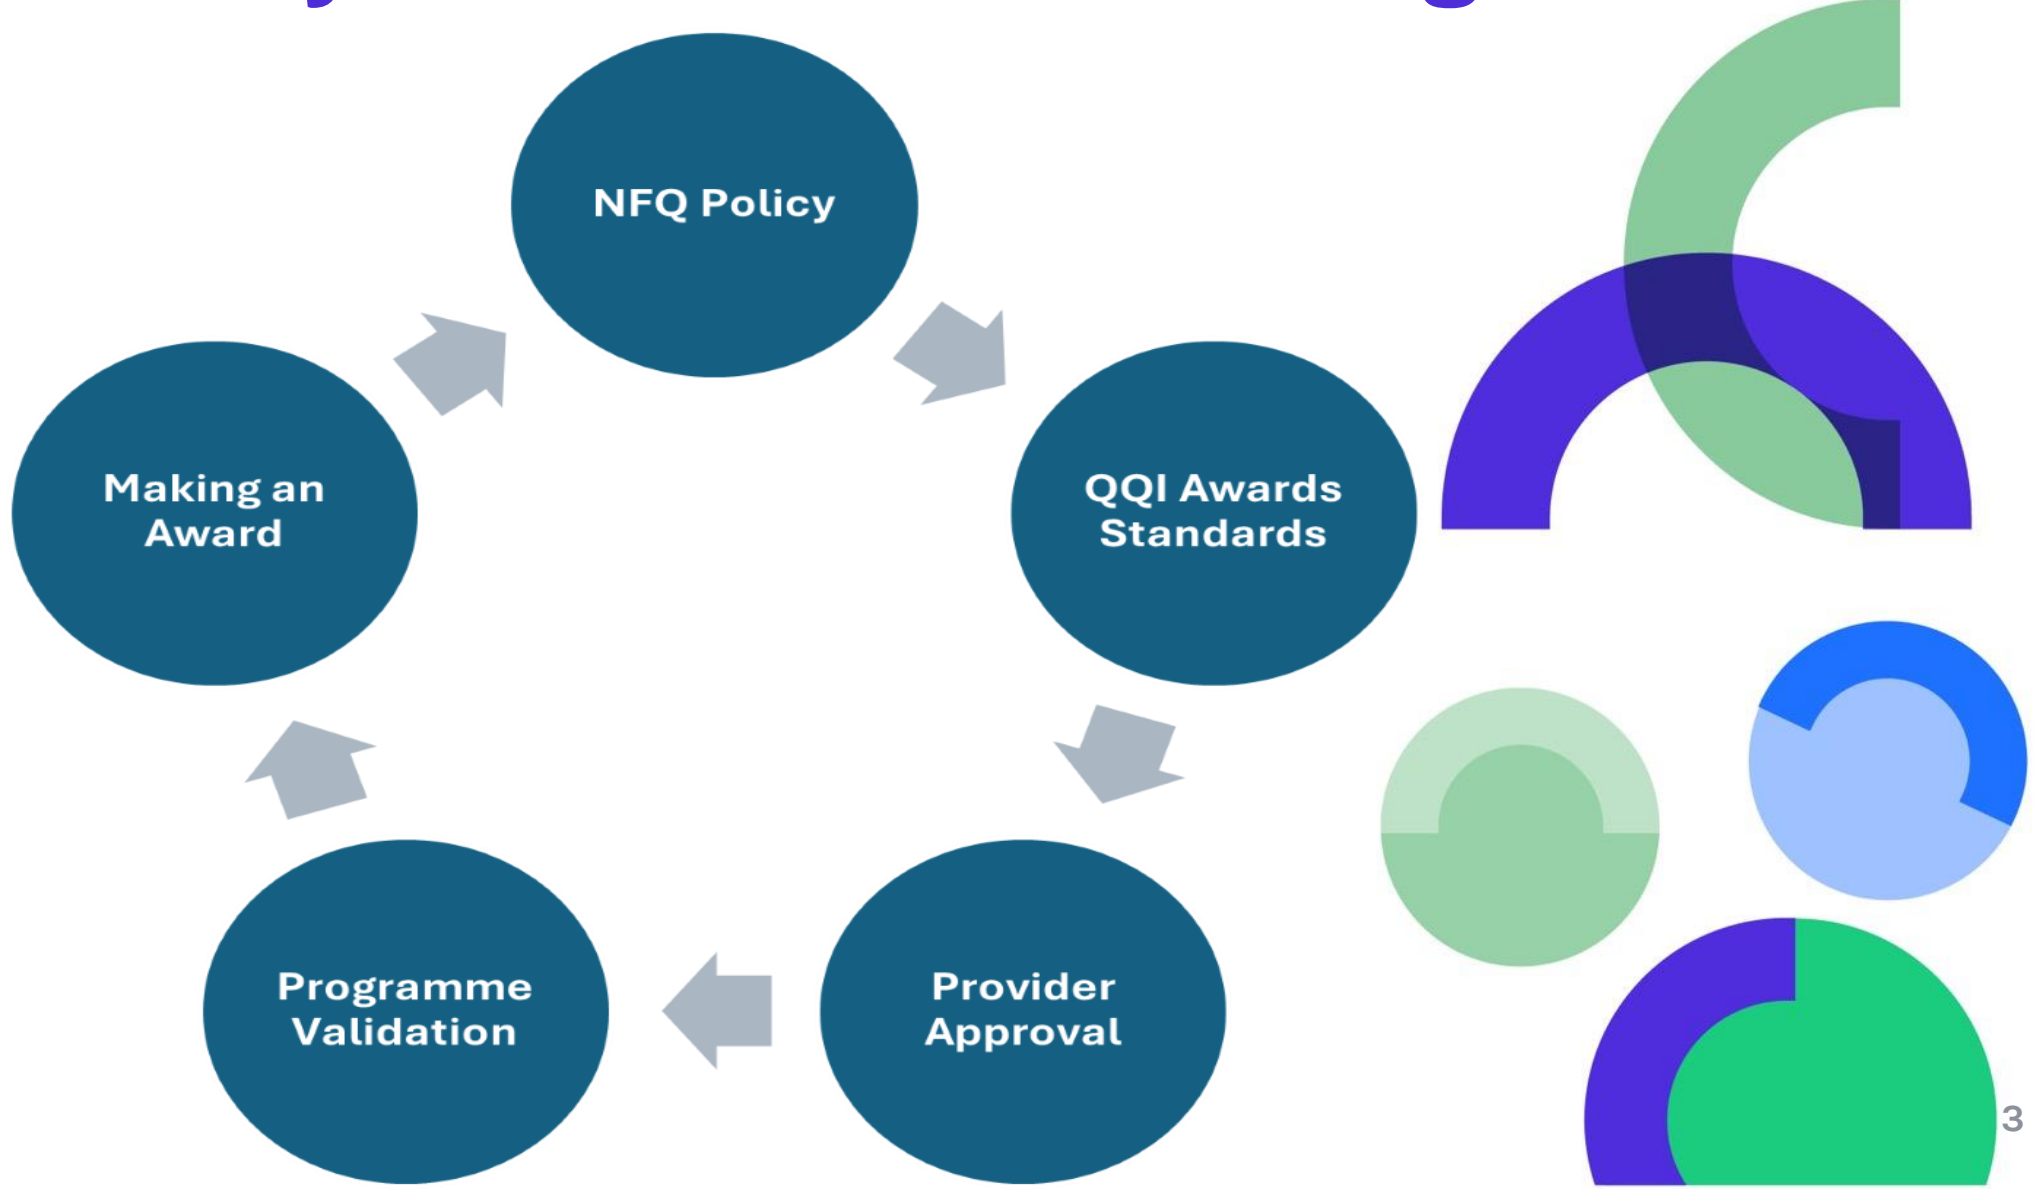 NFQ Policy
QQI Awards
Standards
Provider
Approval
Programme
Validation
Making an
Award
3